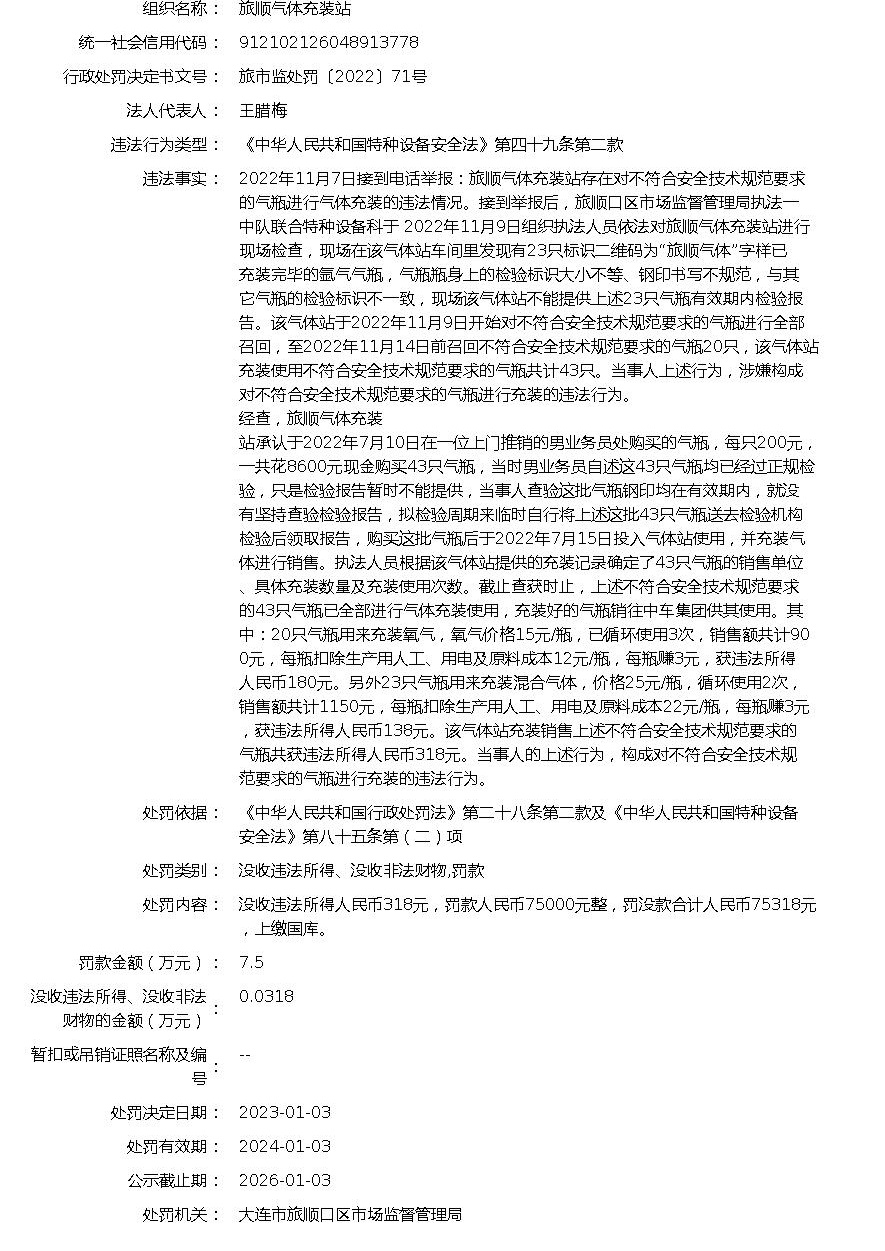 组织名称： 旅顺气体充装站
统一社会信用代码： 912102126048913778
行政处罚决定书文号： 旅市监处罚〔2022〕71号
法人代表人： 王腊梅
违法行为类型： 《中华人民共和国特种设备安全法》第四十九条第二款
违法事实： 2022年11月7日接到电话举报：旅顺气体充装站存在对不符合安全技术规范要求
的气瓶进行气体充装的违法情况。接到举报后，旅顺口区市场监督管理局执法一
中队联合特种设备科于 2022年11月9日组织执法人员依法对旅顺气体充装站进行
现场检查，现场在该气体站车间里发现有23只标识二维码为“旅顺气体”字样已
充装完毕的氩气气瓶，气瓶瓶身上的检验标识大小不等、钢印书写不规范，与其
它气瓶的检验标识不一致，现场该气体站不能提供上述23只气瓶有效期内检验报
告。该气体站于2022年11月9日开始对不符合安全技术规范要求的气瓶进行全部
召回，至2022年11月14日前召回不符合安全技术规范要求的气瓶20只，该气体站
充装使用不符合安全技术规范要求的气瓶共计43只。当事人上述行为，涉嫌构成
对不符合安全技术规范要求的气瓶进行充装的违法行为。
经查，旅顺气体充装
站承认于2022年7月10日在一位上门推销的男业务员处购买的气瓶，每只200元，
一共花8600元现金购买43只气瓶，当时男业务员自述这43只气瓶均已经过正规检
验，只是检验报告暂时不能提供，当事人查验这批气瓶钢印均在有效期内，就没
有坚持查验检验报告，拟检验周期来临时自行将上述这批43只气瓶送去检验机构
检验后领取报告，购买这批气瓶后于2022年7月15日投入气体站使用，并充装气
体进行销售。执法人员根据该气体站提供的充装记录确定了43只气瓶的销售单位
、具体充装数量及充装使用次数。截止查获时止，上述不符合安全技术规范要求
的43只气瓶已全部进行气体充装使用，充装好的气瓶销往中车集团供其使用。其
中：20只气瓶用来充装氧气，氧气价格15元/瓶，已循环使用3次，销售额共计90
0元，每瓶扣除生产用人工、用电及原料成本12元/瓶，每瓶赚3元，获违法所得
人民币180元。另外23只气瓶用来充装混合气体，价格25元/瓶，循环使用2次，
销售额共计1150元，每瓶扣除生产用人工、用电及原料成本22元/瓶，每瓶赚3元
，获违法所得人民币138元。该气体站充装销售上述不符合安全技术规范要求的
气瓶共获违法所得人民币318元。当事人的上述行为，构成对不符合安全技术规
范要求的气瓶进行充装的违法行为。
处罚依据： 《中华人民共和国行政处罚法》第二十八条第二款及《中华人民共和国特种设备
安全法》第八十五条第（二）项
处罚类别： 没收违法所得、没收非法财物,罚款
处罚内容： 没收违法所得人民币318元，罚款人民币75000元整，罚没款合计人民币75318元
，上缴国库。
罚款金额（万元）： 7.5
没收违法所得、没收非法
财物的金额（万元）： 0.0318
暂扣或吊销证照名称及编
号： --
处罚决定日期： 2023-01-03
处罚有效期： 2024-01-03
公示截止期： 2026-01-03
处罚机关： 大连市旅顺口区市场监督管理局